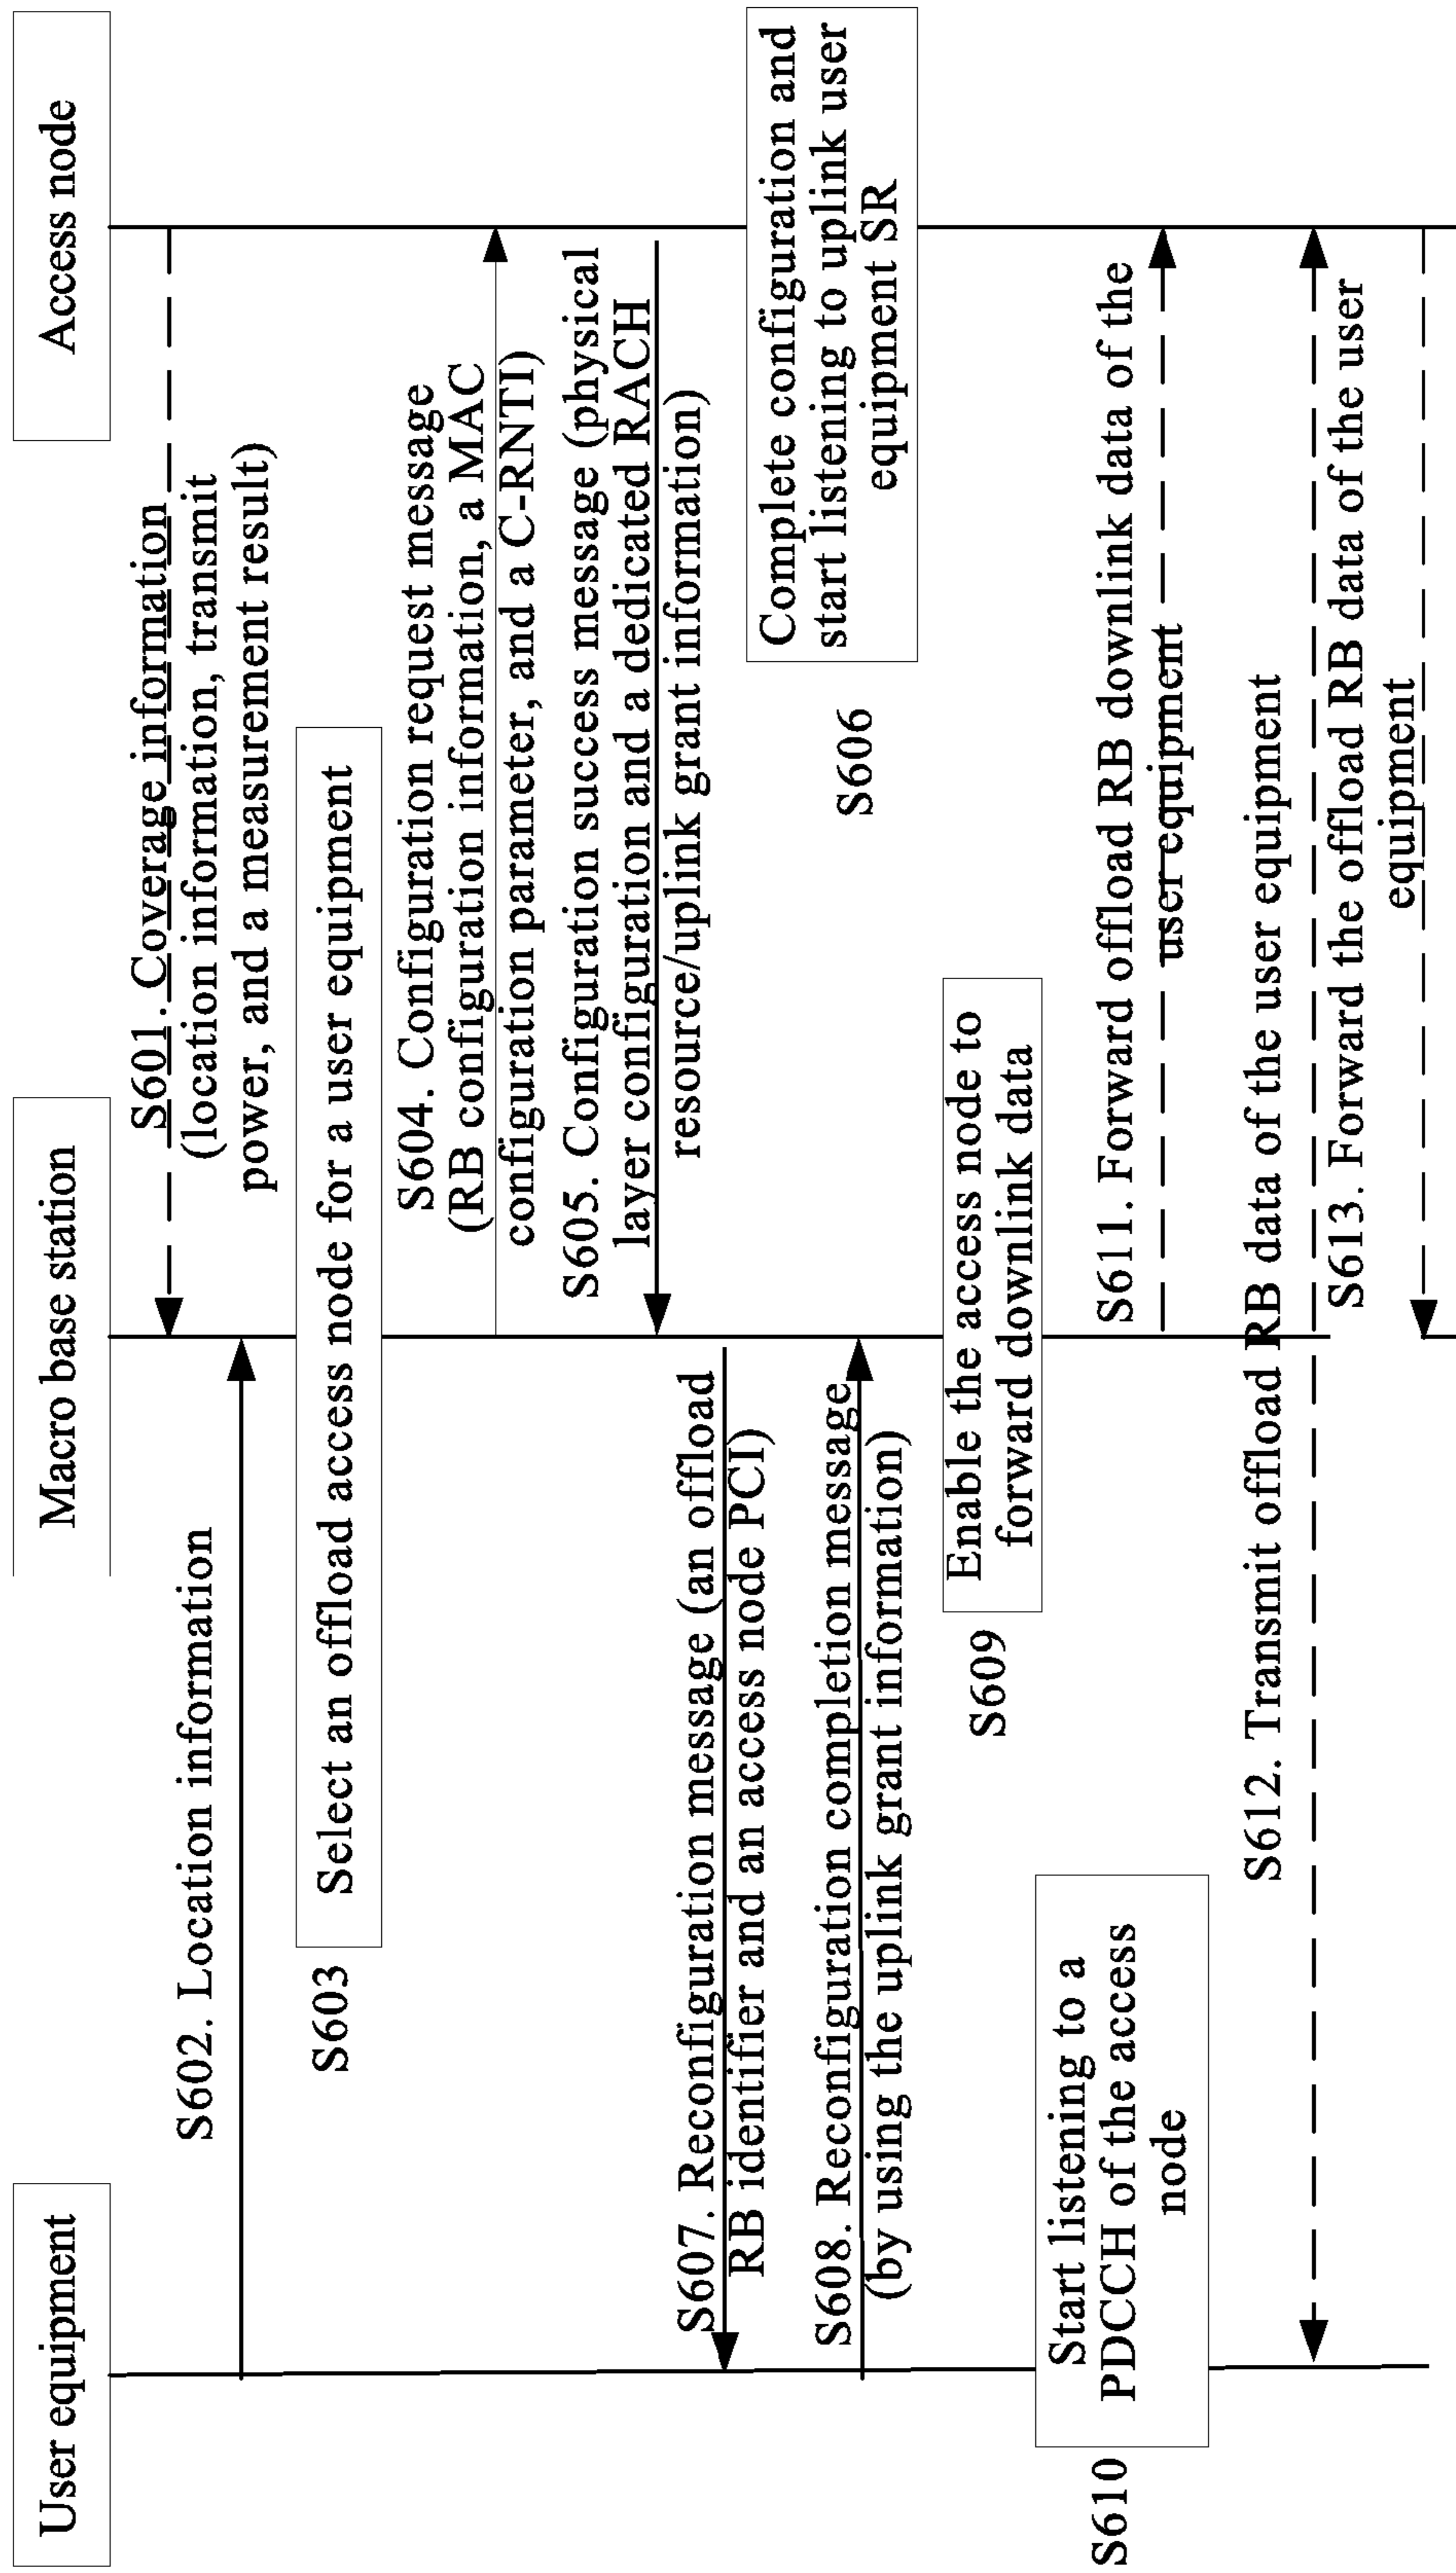 User equipment
Macro base station
Access node
S601. Coverage information
(location information, transmit
power, and a measurement result)
S602. Location information
S603
Select an offload access node for a user equipment
S604. Configuration request message
(RB configuration information, a MAC
configuration parameter, and a C-RNTI)
S605. Configuration success message (physical
layer configuration and a dedicated RACH
resource/uplink grant information)
S606
Complete configuration and
start listening to uplink user
equipment SR
S607. Reconfiguration message (an offload
RB identifier and an access node PCI)
S608. Reconfiguration completion message
(by using the uplink grant information)
S609
Enable the access node to
forward downlink data
S610
Start listening to a
PDCCH of the access
node
S611. Forward offload RB downlink data of the
user equipment
S612. Transmit offload RB data of the user equipment
S613. Forward the offload RB data of the user
equipment